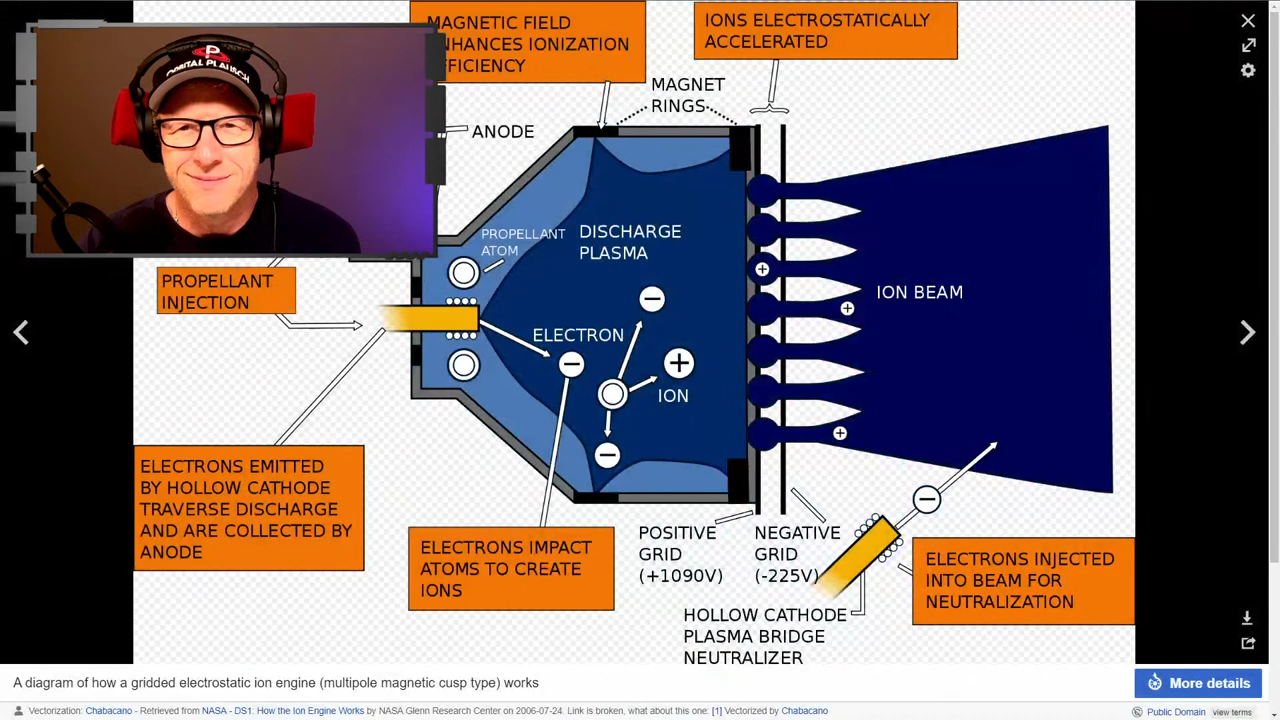 MAGNETIC FIELD
ENHANCES IONIZATION
EFFICIENCY
IONS ELECTROSTATICALLY
ACCELERATED
MAGNET
RINGS
ORBITAL PLAUSCH
ANODE
PROPELLANT
ATOM
DISCHARGE
PLASMA
PROPELLANT
INJECTION
ION BEAM
ELECTRON
ION
ELECTRONS EMITTED
BY HOLLOW CATHODE
TRAVERSE DISCHARGE
AND ARE COLLECTED BY
ANODE
ELECTRONS IMPACT
ATOMS TO CREATE
IONS
POSITIVE
GRID
(+1090V)
NEGATIVE
GRID
(-225V)
ELECTRONS INJECTED
INTO BEAM FOR
NEUTRALIZATION
HOLLOW CATHODE
PLASMA BRIDGE
NEUTRALIZER
A diagram of how a gridded electrostatic ion engine (multipole magnetic cusp type) works
More details
Vectorization: Chabacano - Retrieved from NASA - DS1: How the Ion Engine Works by NASA Glenn Research Center on 2006-07-24. Link is broken, what about this one: [1] Vectorized by Chabacano
Public Domain view terms